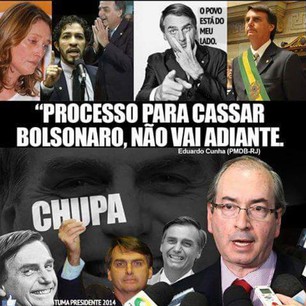 O POVO
ESTÁ DO
MEU
LADO.
“PROCESSO PARA CASSAR
BOLSONARO, NÃO VAI ADIANTE.
Eduardo Cunha (PMDB-RJ)
CHUPA
TUMA PRESIDENTE 2014